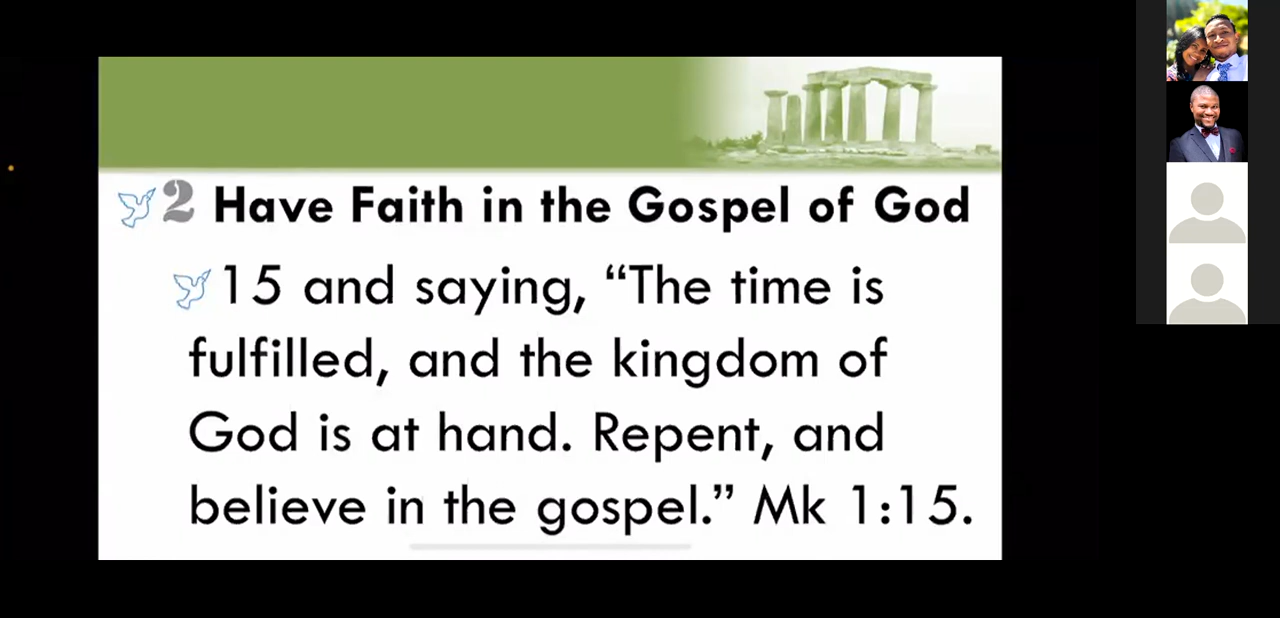 2 Have Faith in the Gospel of God
15 and saying, “The time is
fulfilled, and the kingdom of
God is at hand. Repent, and
believe in the gospel.” Mk 1:15.